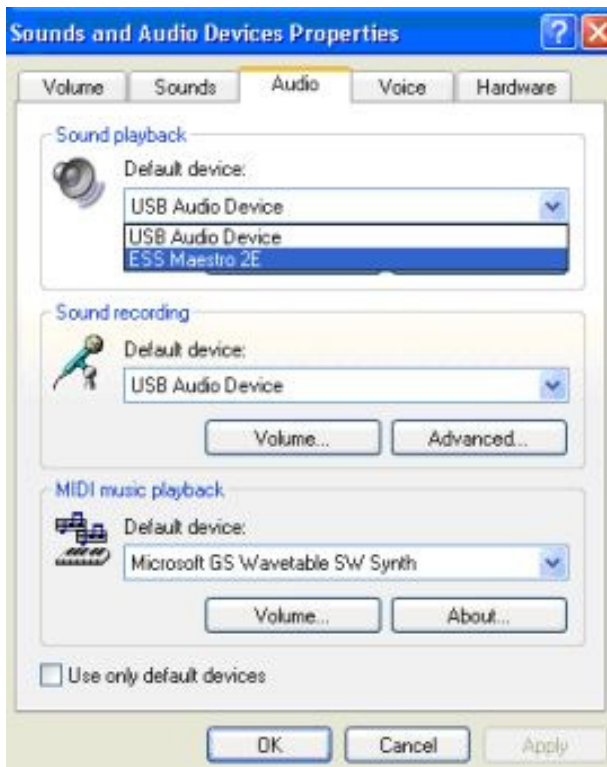 Sounds and Audio Devices Properties ?
Volume Sounds Audio Voice Hardware
Sound playback
Default device:
USB Audio Device
USB Audio Device
ESS Maestro 2E
Sound recording
Default device:
USB Audio Device
Volume... Advanced...
MIDI music playback
Default device:
Microsoft GS Wavetable SW Synth
Volume... About...
Use only default devices
OK Cancel Apply